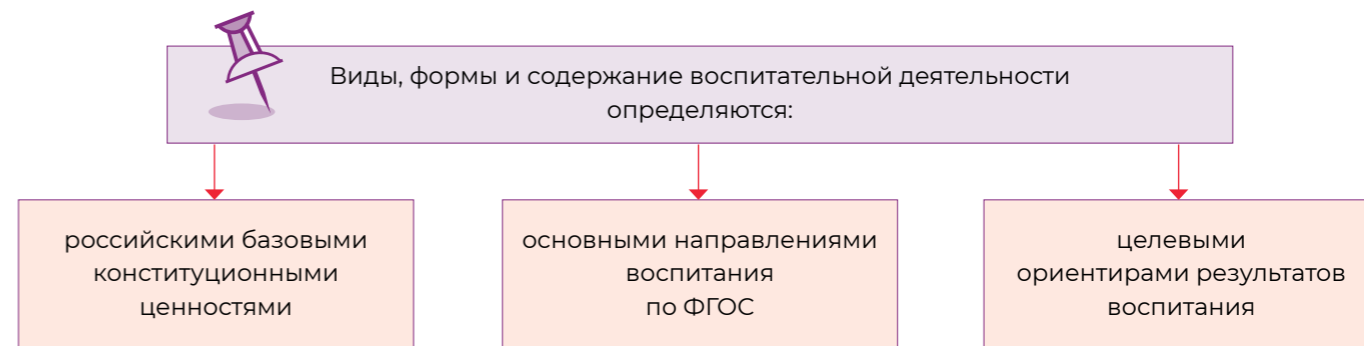 Виды, формы и содержание воспитательной деятельности
определяются:
российскими базовыми
конституционными
ценностями
основными направлениями
воспитания
по ФГОС
целевыми
ориентирами результатов
воспитания